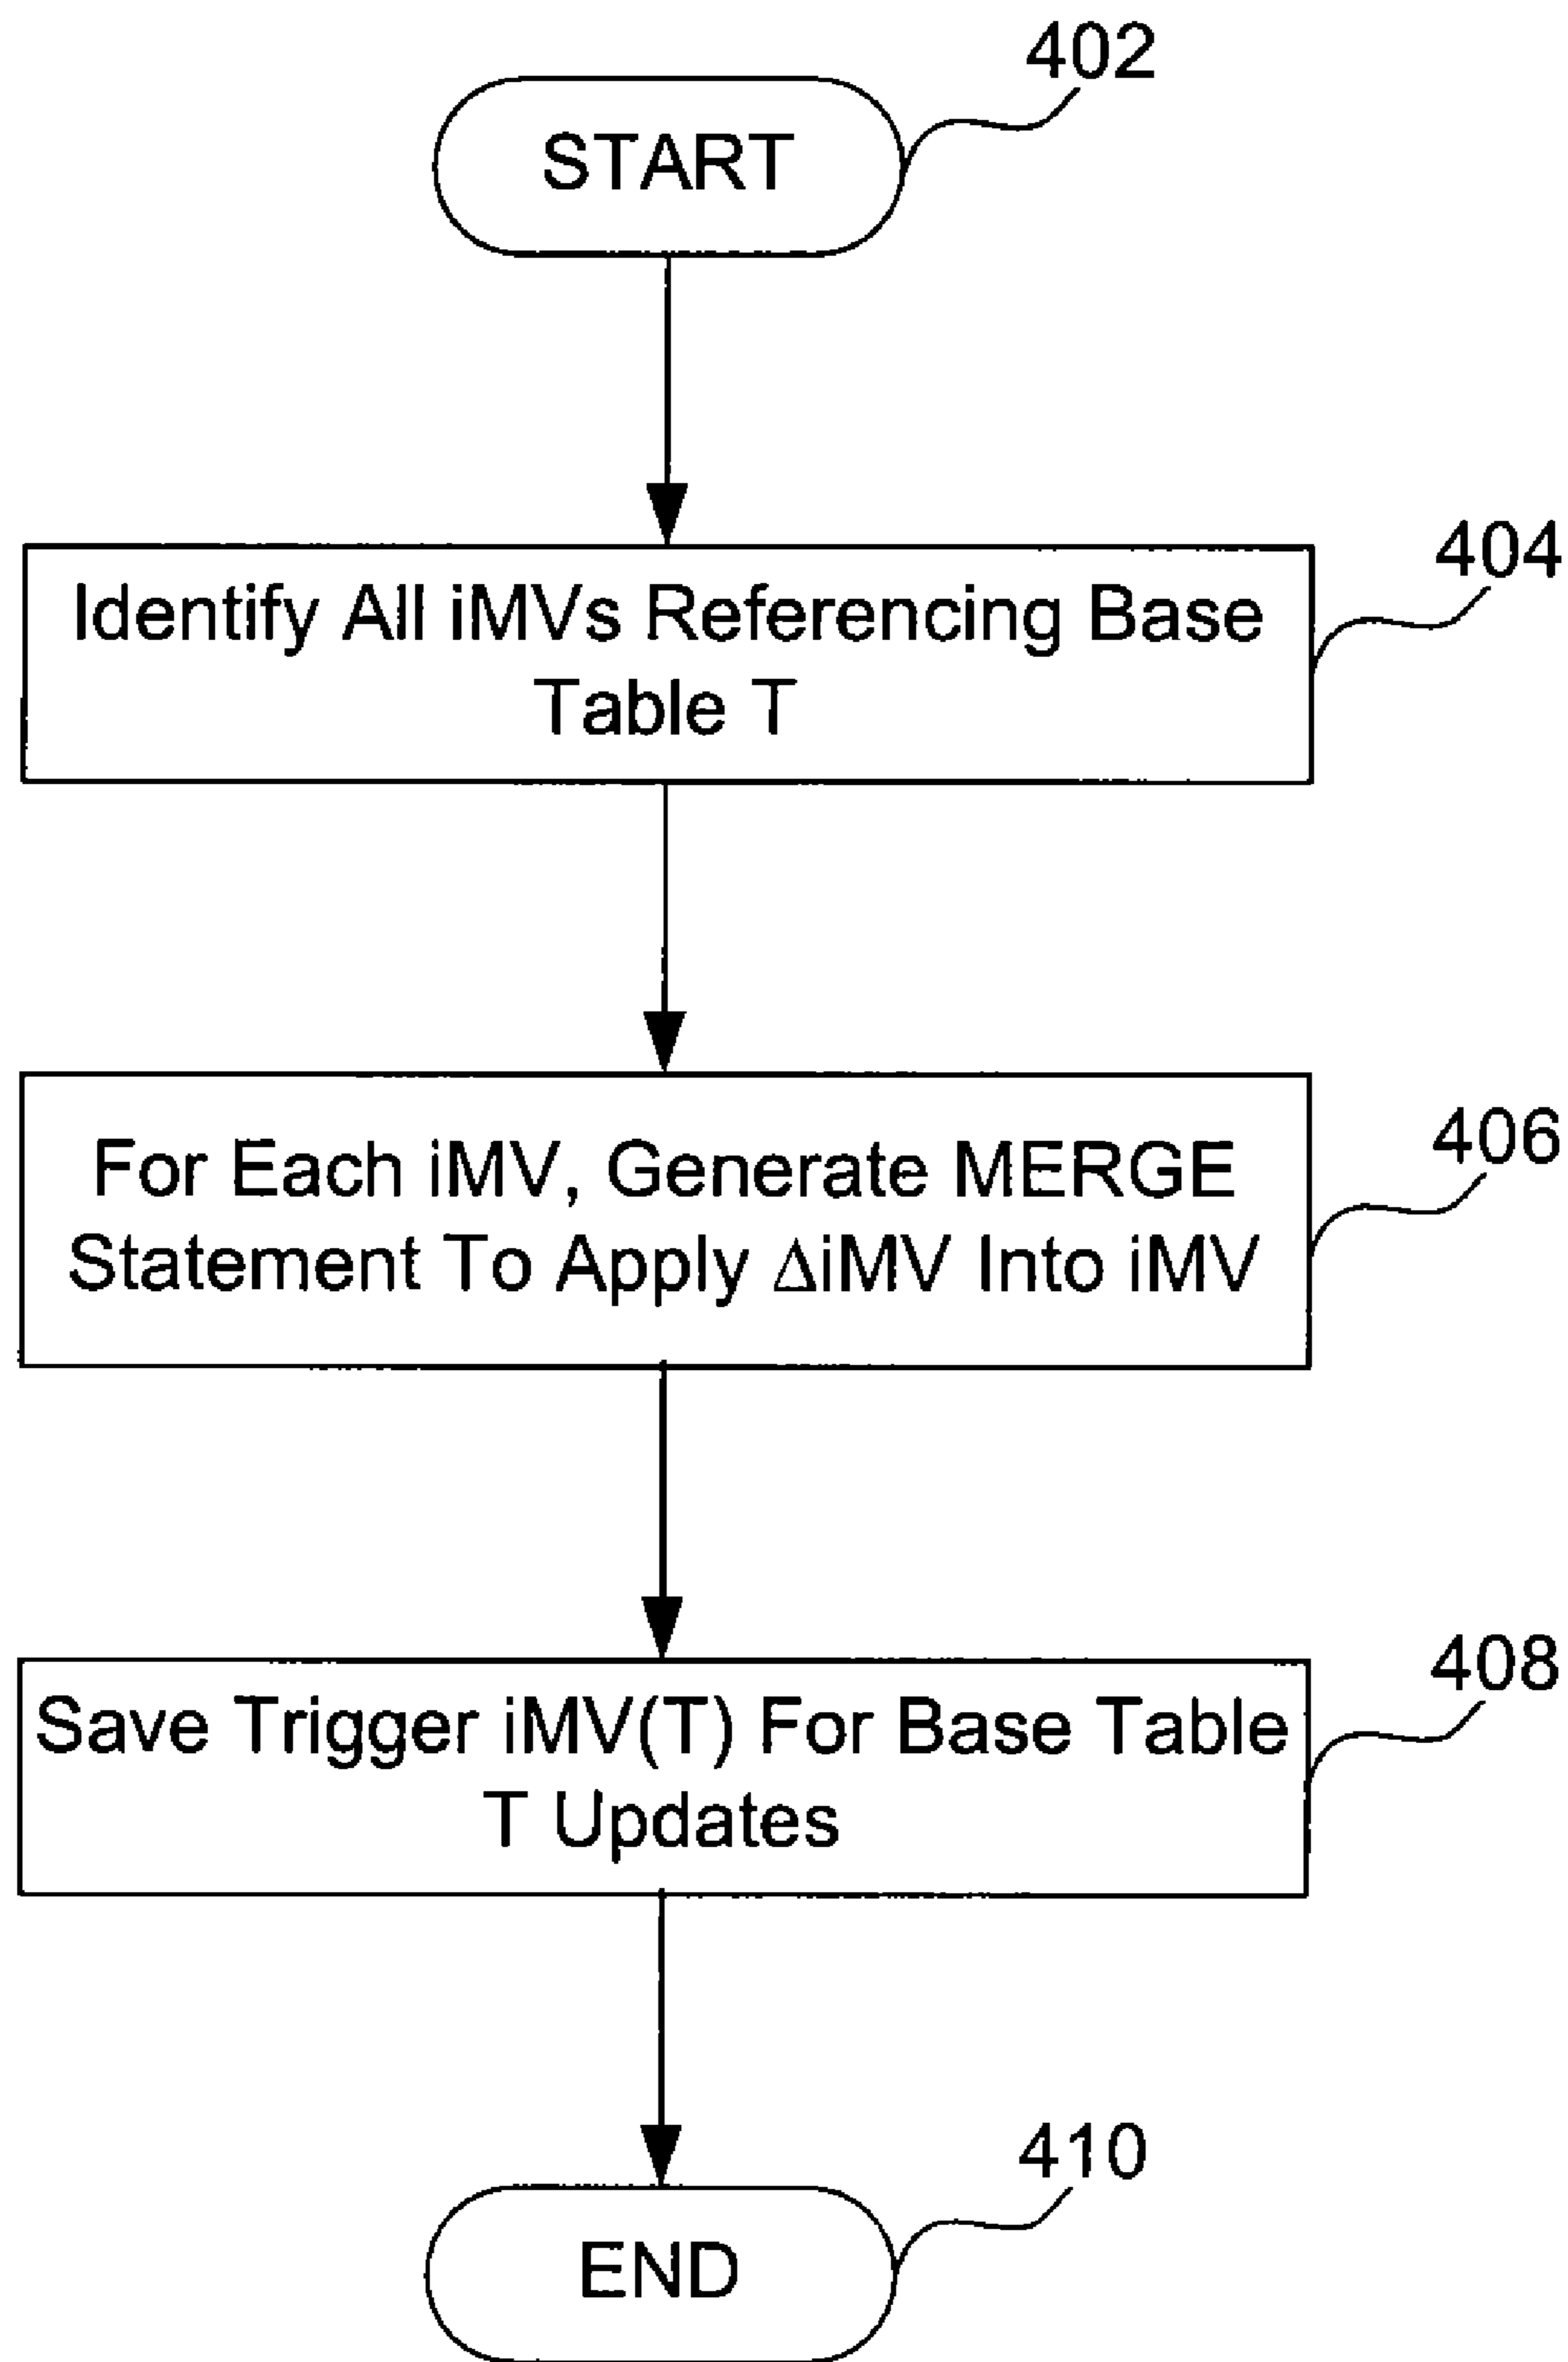 402
START
404
Identify All iMVs Referencing Base
Table T
406
For Each iMV, Generate MERGE
Statement To Apply ΔiMV Into iMV
408
Save Trigger iMV(T) For Base Table
T Updates
410
END